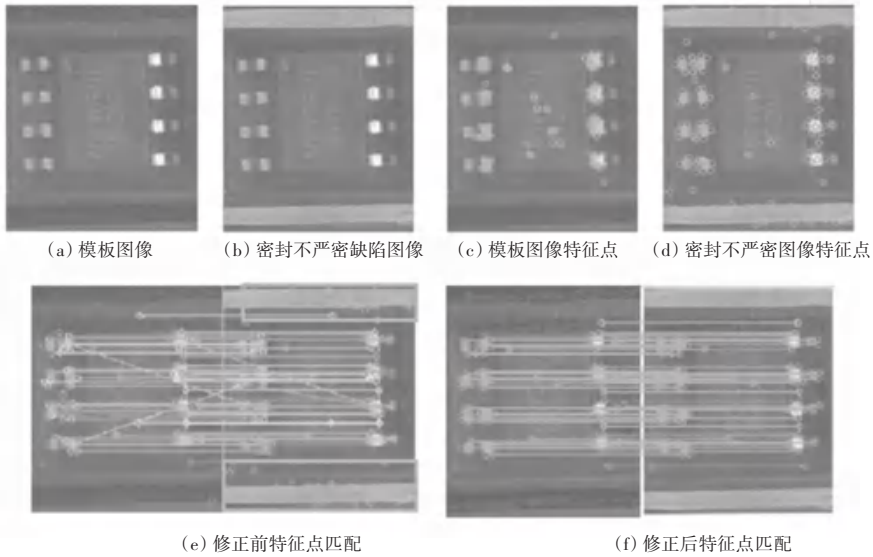 (a)模板图像
(b)密封不严密缺陷图像
(c)模板图像特征点
(d)密封不严密图像特征点
(e)修正前特征点匹配
(f)修正后特征点匹配